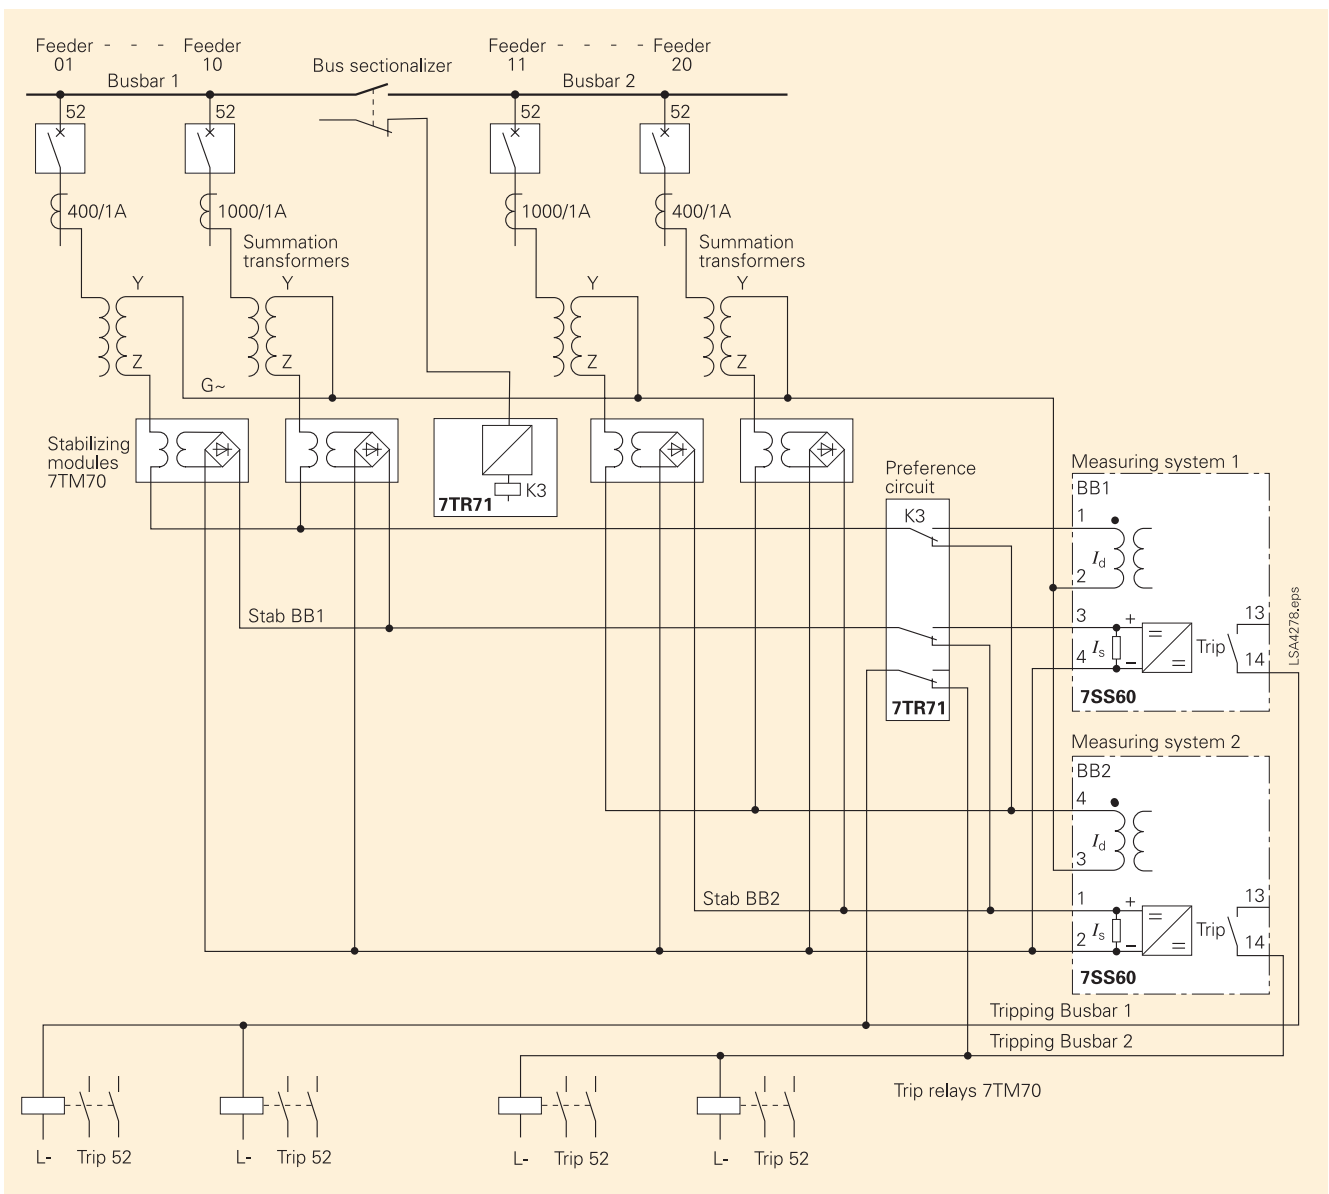 Feeder - - - Feeder
01 10
Bus sectionalizer
Feeder - - - - Feeder
11 20
Busbar 1
Busbar 2
52
52
52
52
400/1A
1000/1A
1000/1A
400/1A
Summation
transformers
Summation
transformers
Y
Y
Y
Y
Z
Z
Z
Z
G~
Stabilizing
modules
7TM70
K3
7TR71
Preference
circuit
K3
7TR71
Measuring system 1
BB1
1
Id
2
3
+
Is
4
–
Trip
13
14
7SS60
LSA4278.eps
Stab BB1
Measuring system 2
BB2
4
Id
3
1
+
Is
2
–
Trip
13
14
7SS60
Stab BB2
Tripping Busbar 1
Tripping Busbar 2
Trip relays 7TM70
L- Trip 52
L- Trip 52
L- Trip 52
L- Trip 52